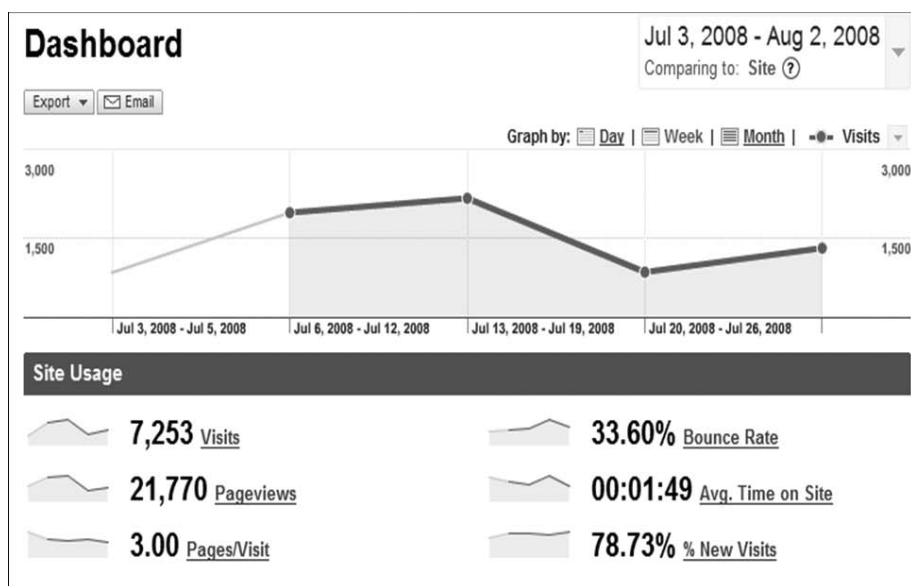 Dashboard
Jul 3, 2008 - Aug 2, 2008
Comparing to: Site ?
Export Email
Graph by: Day | Week | Month | Visits
3,000 3,000
1,500 1,500
Jul 3, 2008 - Jul 5, 2008 Jul 6, 2008 - Jul 12, 2008 Jul 13, 2008 - Jul 19, 2008 Jul 20, 2008 - Jul 26, 2008
Site Usage
7,253 Visits 33.60% Bounce Rate
21,770 Pageviews 00:01:49 Avg. Time on Site
3.00 Pages/Visit 78.73% % New Visits